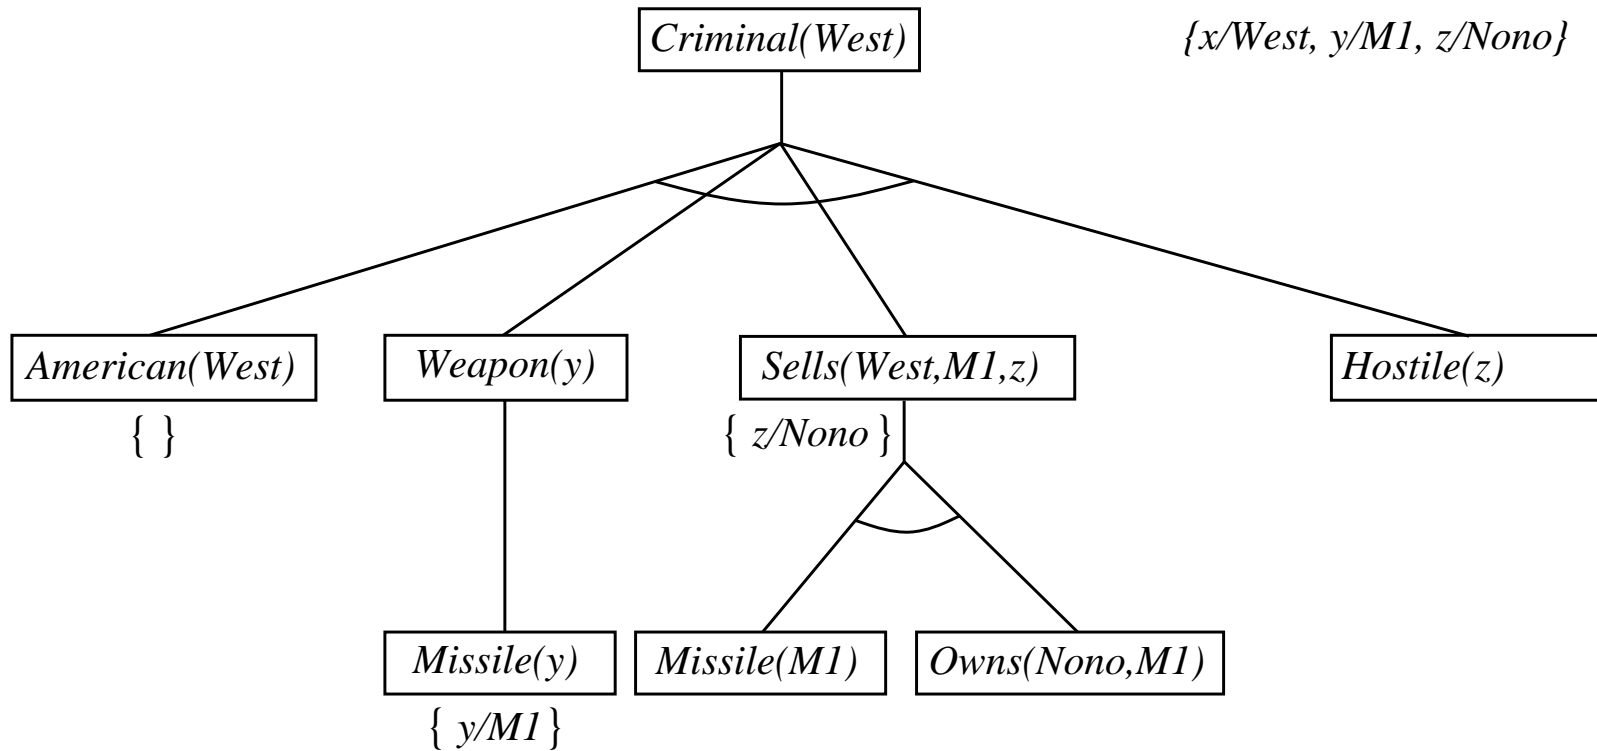 Criminal(West)
{x/West, y/M1, z/Nono}
American(West)
Weapon(y)
Sells(West,M1,z)
Hostile(z)
{ }
{ z/Nono }
Missile(y)
Missile(M1)
Owns(Nono,M1)
{ y/M1 }